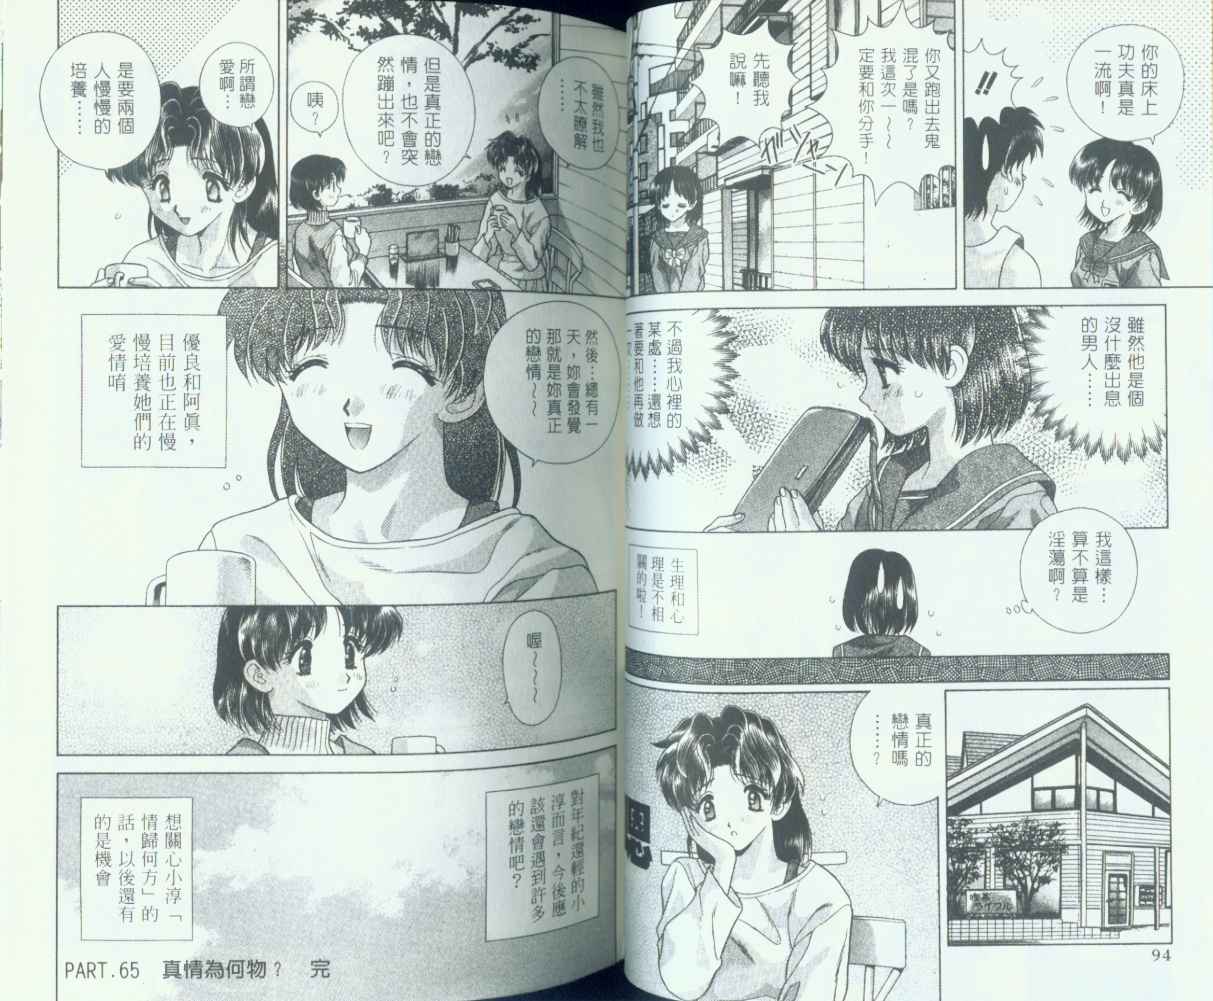 你的床上
功夫真是
一流啊！
!!
你又跑出去鬼
混了是嗎？
我這次一～～
定要和你分手！
先聽我
說嘛！
ガシャーン
雖然他是個
沒什麼出息
的男人……
不過我心裡的
某處……還想
著要和他再做
我這樣…
算不算是
淫蕩啊？
生理和心
理是不相
關的啦！
真正的
戀情嗎
……？
94
雖然我也
不太瞭解
但是真正的戀
情，也不會突
然蹦出來吧？
咦？
所謂戀
愛啊…
是要兩個
人慢慢的
培養……
然後…總有一
天，妳會發覺
那就是妳真正
的戀情～～
優良和阿眞，
目前也正在慢
慢培養她們的
愛情唷
喔～～～
對年紀還輕的小
淳而言，今後應
該還會遇到許多
的戀情吧？
想關心小淳「
情歸何方」的
話，以後還有
的是機會
PART.65 真情為何物？ 完